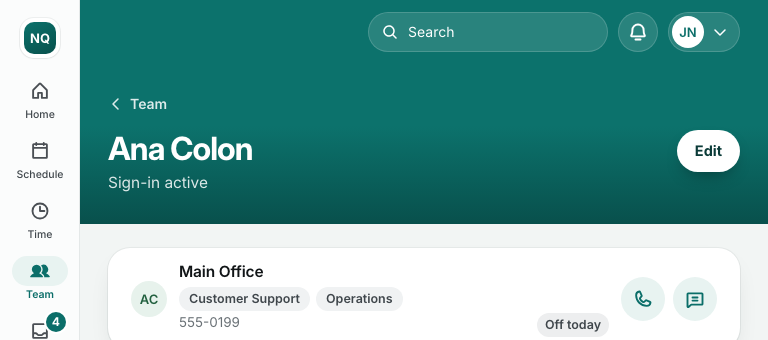 NQ
Search
JN
Home
Schedule
Time
Team
4
Team
Ana Colon
Sign-in active
Edit
AC
Main Office
Customer Support
Operations
555-0199
Off today